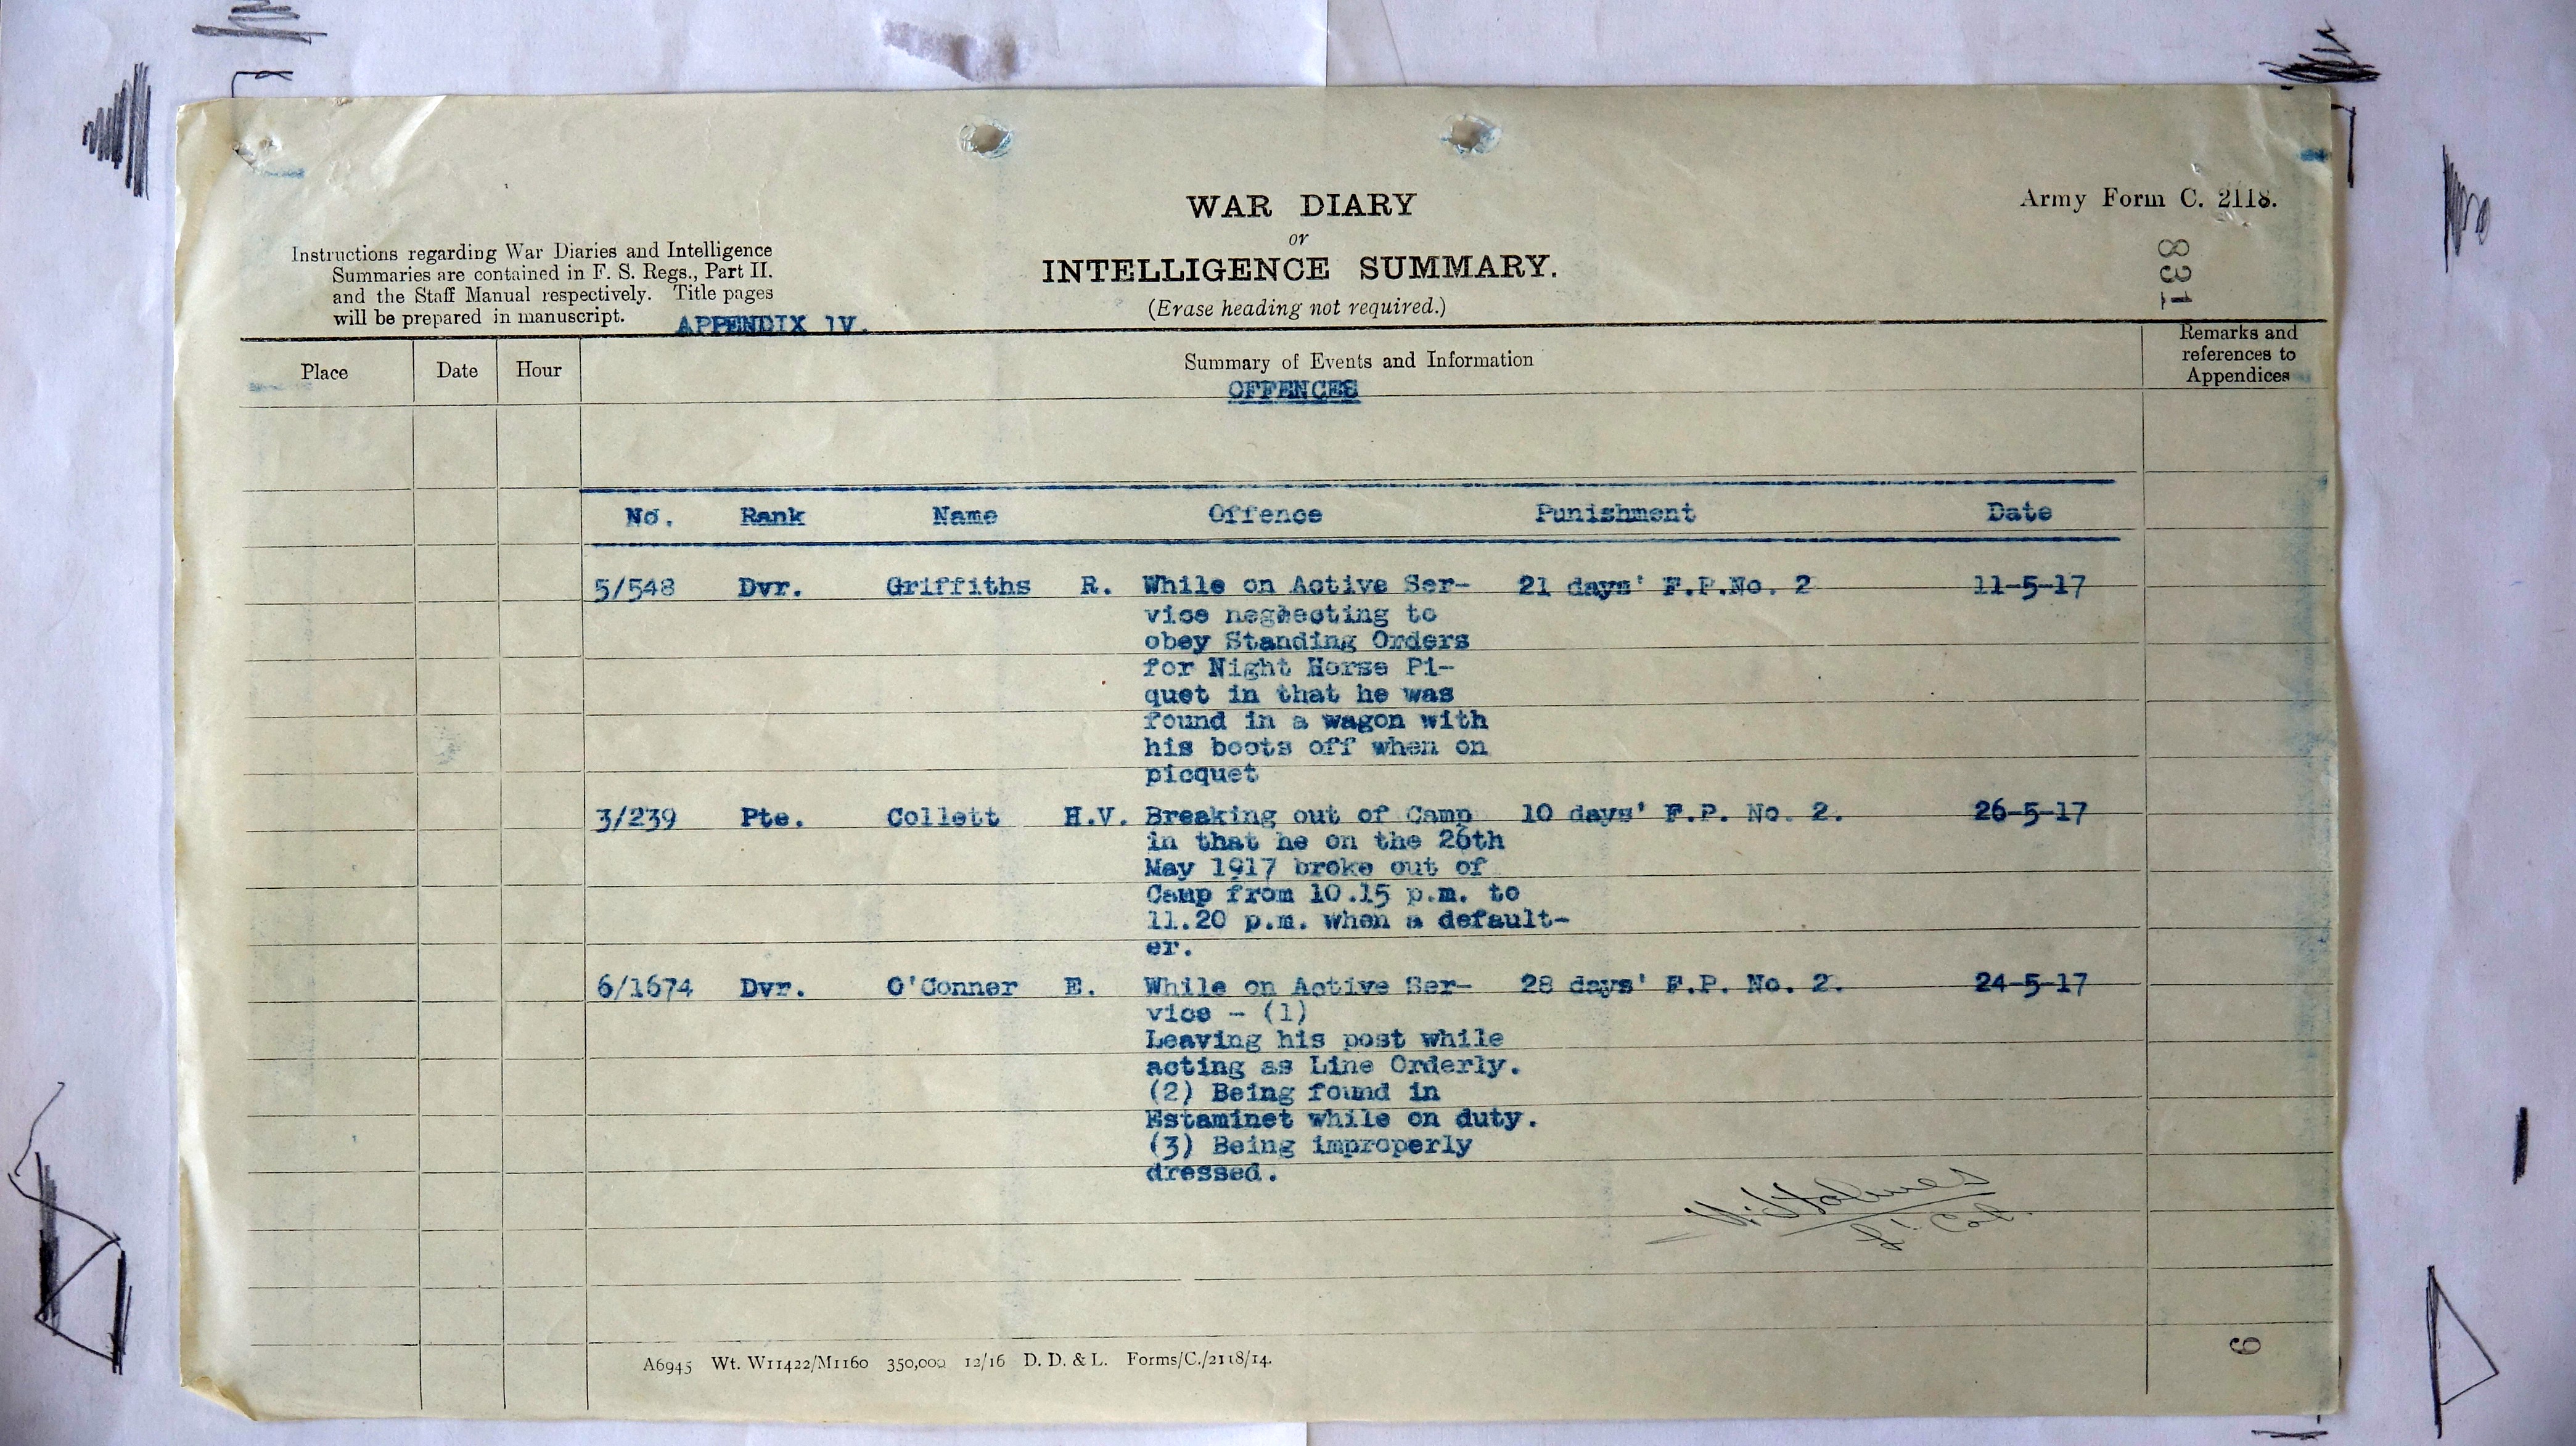 WAR DIARY
or
INTELLIGENCE SUMMARY.
(Erase heading not required.)
Army Form C. 2118.
831
Instructions regarding War Diaries and Intelligence
Summaries are contained in F. S. Regs., Part II.
and the Staff Manual respectively. Title pages
will be prepared in manuscript.
APPENDIX 1V.
Place Date Hour Summary of Events and Information Remarks and references to Appendices
OFFENCES
No. Rank Name Offence Punishment Date
5/548 Dvr. Griffiths R. While on Active Ser- 21 days' F.P.No. 2 11-5-17
vice neglecting to
obey Standing Orders
for Night Horse Pi-
quet in that he was
found in a wagon with
his boots off when on
picquet
3/239 Pte. Collett H.V. Breaking out of Camp 10 days' F.P. No. 2. 26-5-17
in that he on the 26th
May 1917 broke out of
Camp from 10.15 p.m. to
11.20 p.m. when a default-
er.
6/1674 Dvr. O'Conner E. While on Active Ser- 28 days' F.P. No. 2. 24-5-17
vice - (1)
Leaving his post while
acting as Line Orderly.
(2) Being found in
Estaminet while on duty.
(3) Being improperly
dressed.
Lt. Col.
A6945 Wt. W11422/M1160 350,000 12/16 D. D. & L. Forms/C./2118/14.